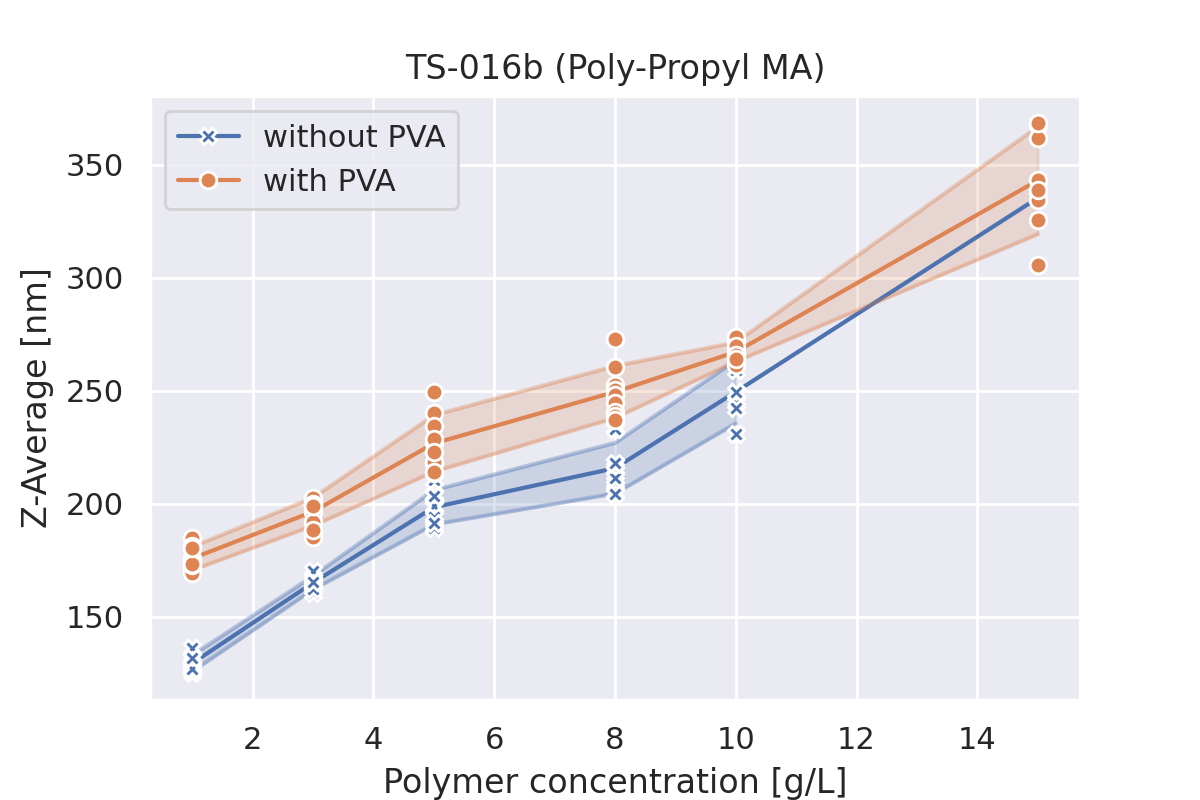 TS-016b (Poly-Propyl MA)
without PVA
with PVA
Z-Average [nm]
350
300
250
200
150
2 4 6 8 10 12 14
Polymer concentration [g/L]